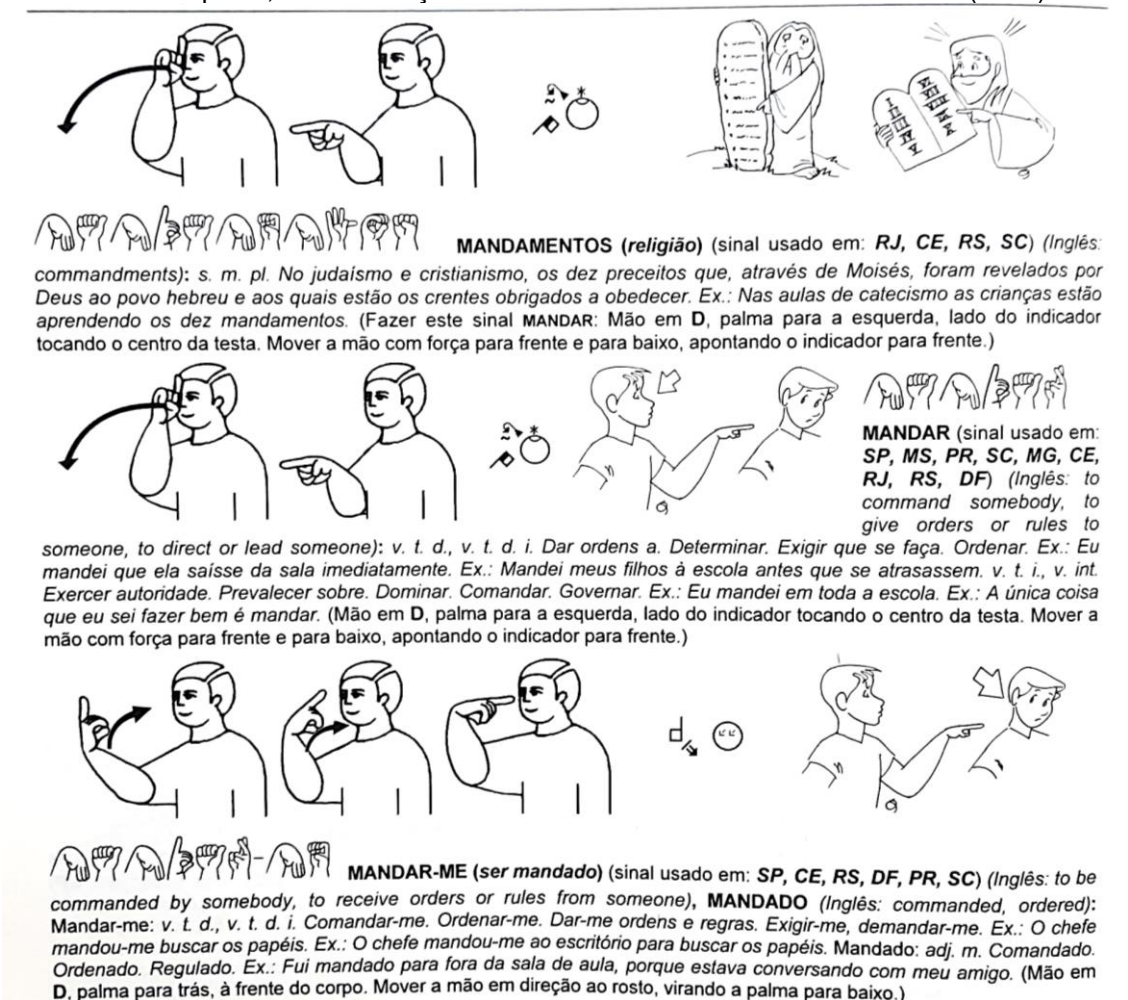 MANDAMENTOS (religião) (sinal usado em: RJ, CE, RS, SC) (Inglês:
commandments): s. m. pl. No judaísmo e cristianismo, os dez preceitos que, através de Moisés, foram revelados por
Deus ao povo hebreu e aos quais estão os crentes obrigados a obedecer. Ex.: Nas aulas de catecismo as crianças estão
aprendendo os dez mandamentos. (Fazer este sinal MANDAR: Mão em D, palma para a esquerda, lado do indicador
tocando o centro da testa. Mover a mão com força para frente e para baixo, apontando o indicador para frente.)
MANDAR (sinal usado em:
SP, MS, PR, SC, MG, CE,
RJ, RS, DF) (Inglês: to
command somebody, to
give orders or rules to
someone, to direct or lead someone): v. t. d., v. t. d. i. Dar ordens a. Determinar. Exigir que se faça. Ordenar. Ex.: Eu
mandei que ela saísse da sala imediatamente. Ex.: Mandei meus filhos à escola antes que se atrasassem. v. t. i., v. int.
Exercer autoridade. Prevalecer sobre. Dominar. Comandar. Governar. Ex.: Eu mandei em toda a escola. Ex.: A única coisa
que eu sei fazer bem é mandar. (Mão em D, palma para a esquerda, lado do indicador tocando o centro da testa. Mover a
mão com força para frente e para baixo, apontando o indicador para frente.)
MANDAR-ME (ser mandado) (sinal usado em: SP, CE, RS, DF, PR, SC) (Inglês: to be
commanded by somebody, to receive orders or rules from someone), MANDADO (Inglês: commanded, ordered):
Mandar-me: v. t. d., v. t. d. i. Comandar-me. Ordenar-me. Dar-me ordens e regras. Exigir-me, demandar-me. Ex.: O chefe
mandou-me buscar os papéis. Ex.: O chefe mandou-me ao escritório para buscar os papéis. Mandado: adj. m. Comandado.
Ordenado. Regulado. Ex.: Fui mandado para fora da sala de aula, porque estava conversando com meu amigo. (Mão em
D, palma para trás, à frente do corpo. Mover a mão em direção ao rosto, virando a palma para baixo.)